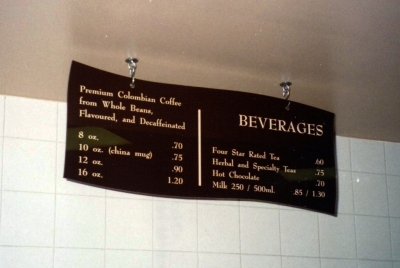 Premium Colombian Coffee
from Whole Beans,
Flavoured, and Decaffeinated
8 oz. .70
10 oz. (china mug) .75
12 oz. .90
16 oz. 1.20
BEVERAGES
Four Star Rated Tea .60
Herbal and Specialty Teas .75
Hot Chocolate .70
Milk 250 / 500ml. .85 / 1.30